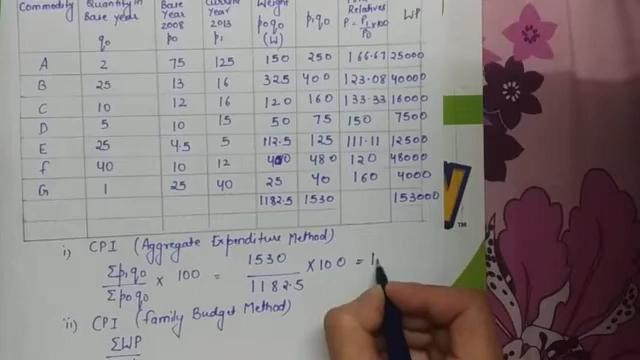 Commodity Quantity in Base Current Weight
Base year Year Year p₀q₀ p₁q₀ Relatives WP
q₀ 2008 2013 (W) P = P₁/P₀ x100
p₀ p₁
A 2 75 125 150 250 166.67 25000
B 25 13 16 325 400 123.08 40000
C 10 12 16 120 160 133.33 16000
D 5 10 15 50 75 150 7500
E 25 4.5 5 112.5 125 111.11 12500
f 40 10 12 400 480 120 48000
G 1 25 40 25 40 160 4000
1182.5 1530 153000
i) CPI (Aggregate Expenditure Method)
Σp₁q₀ / Σp₀q₀ × 100 = 1530 / 1182.5 × 100 = 1
ii) CPI (family Budget Method)
ΣWP
TM